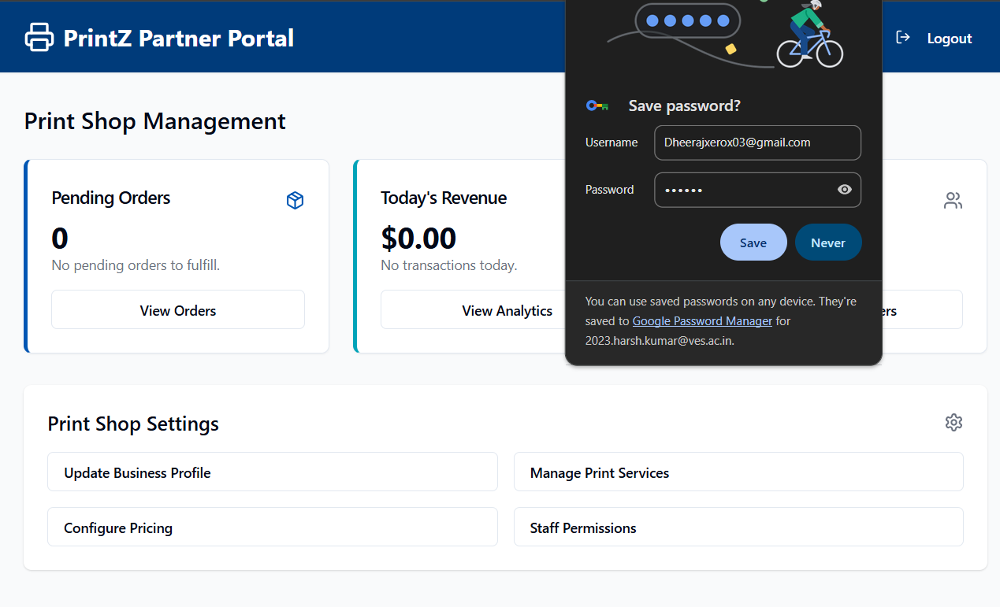 PrintZ Partner Portal
Logout
Save password?
Username
Dheerajxerox03@gmail.com
Password
••••••
Save
Never
You can use saved passwords on any device. They're
saved to Google Password Manager for
2023.harsh.kumar@ves.ac.in.
Print Shop Management
Pending Orders
0
No pending orders to fulfill.
View Orders
Today's Revenue
$0.00
No transactions today.
View Analytics
Print Shop Settings
Update Business Profile
Manage Print Services
Configure Pricing
Staff Permissions